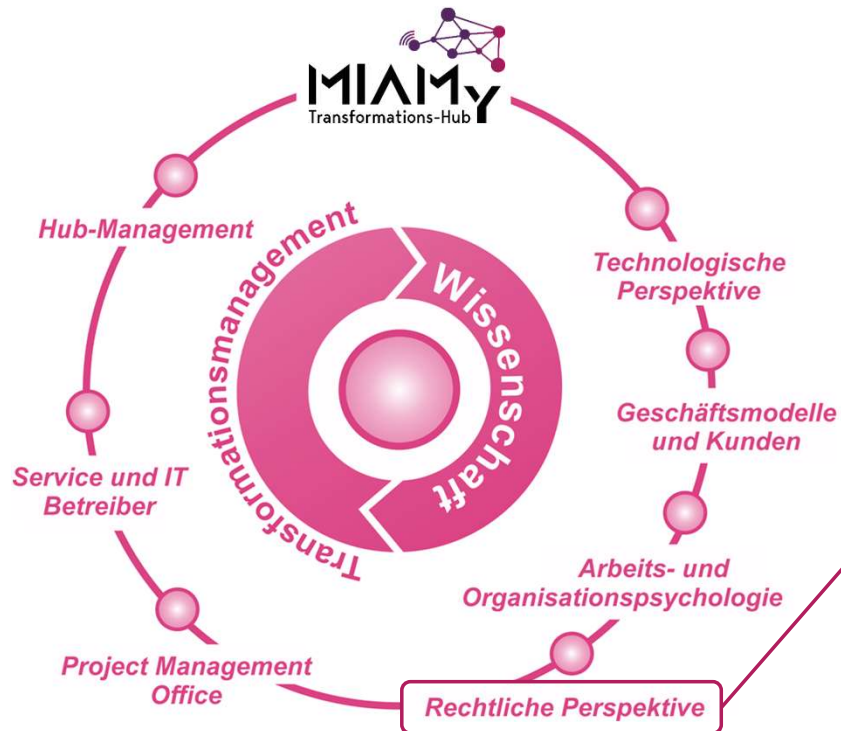 MIAMy
Transformations-Hub
Hub-Management
Technologische
Perspektive
Transformationsmanagement
Wissenschaft
Geschäftsmodelle
und Kunden
Service und IT
Betreiber
Arbeits- und
Organisationspsychologie
Project Management
Office
Rechtliche Perspektive